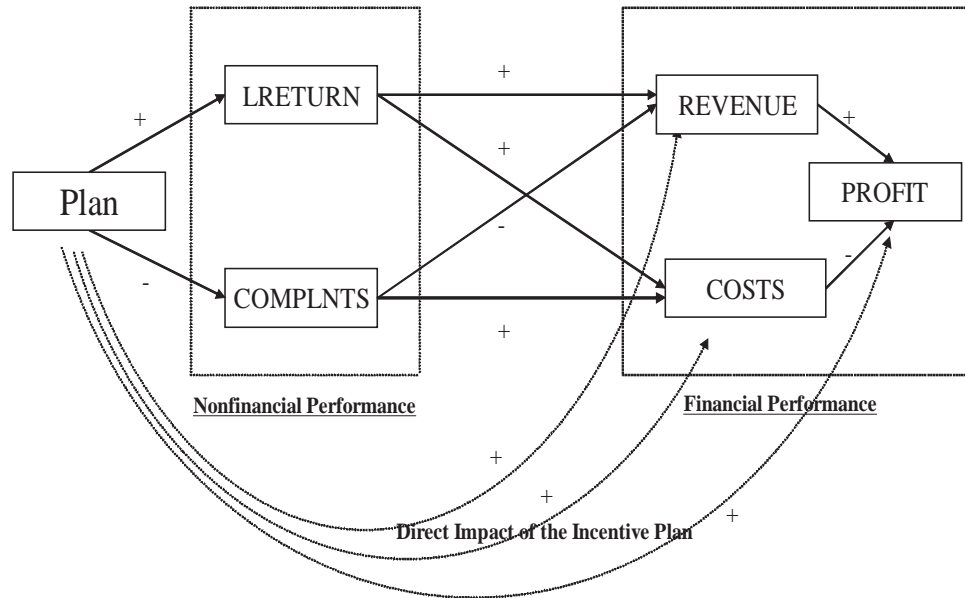 +
LRETURN
REVENUE
+
+
+
Plan
PROFIT
-
-
-
COMPLNTS
COSTS
+
Nonfinancial Performance
Financial Performance
+
+
+
Direct Impact of the Incentive Plan